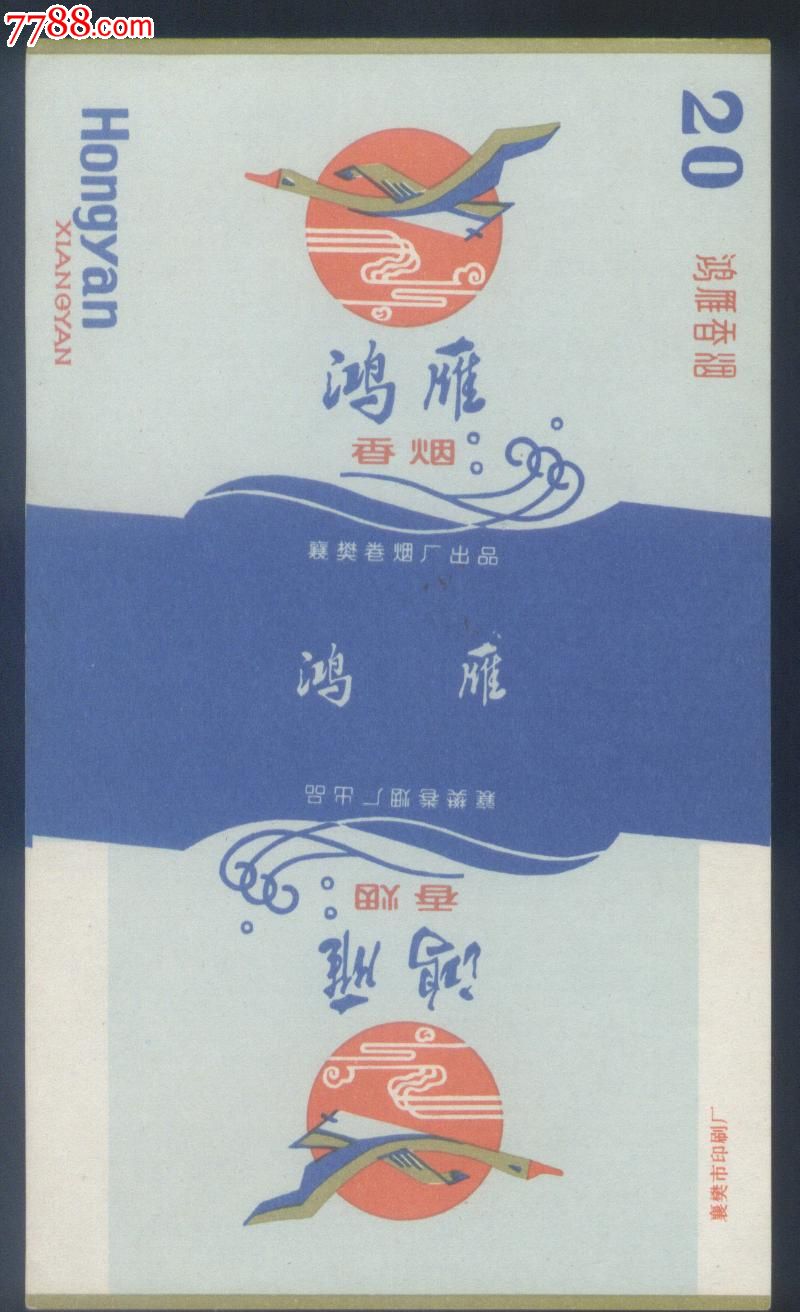 7788.com
20
Hongyan
XIANGYAN
鸿雁香烟
鸿雁
香烟
襄樊卷烟厂出品
鸿雁
襄樊卷烟厂出品
香烟
鸿雁
襄樊市印刷厂